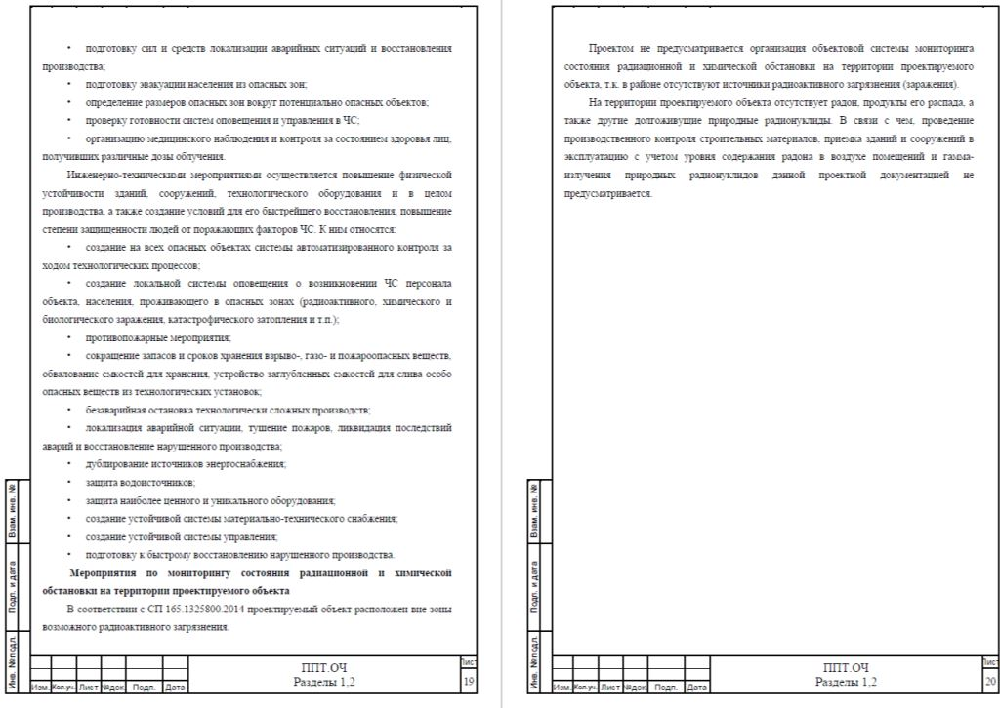 • подготовку сил и средств локализации аварийных ситуаций и восстановления
производства;
• подготовку эвакуации населения из опасных зон;
• определение размеров опасных зон вокруг потенциально опасных объектов;
• проверку готовности систем оповещения и управления в ЧС;
• организацию медицинского наблюдения и контроля за состоянием здоровья лиц,
получивших различные дозы облучения.
Инженерно-техническими мероприятиями осуществляется повышение физической
устойчивости зданий, сооружений, технологического оборудования и в целом
производства, а также создание условий для его быстрейшего восстановления, повышение
степени защищенности людей от поражающих факторов ЧС. К ним относятся:
• создание на всех опасных объектах системы автоматизированного контроля за
ходом технологических процессов;
• создание локальной системы оповещения о возникновении ЧС персонала
объекта, населения, проживающего в опасных зонах (радиоактивного, химического и
биологического заражения, катастрофического затопления и т.п.);
• противопожарные мероприятия;
• сокращение запасов и сроков хранения взрыво-, газо- и пожароопасных веществ,
обвалование емкостей для хранения, устройство заглубленных емкостей для слива особо
опасных веществ из технологических установок;
• безаварийная остановка технологически сложных производств;
• локализация аварийной ситуации, тушение пожаров, ликвидация последствий
аварий и восстановление нарушенного производства;
• дублирование источников энергоснабжения;
• защита водоисточников;
• защита наиболее ценного и уникального оборудования;
• создание устойчивой системы материально-технического снабжения;
• создание устойчивой системы управления;
• подготовку к быстрому восстановлению нарушенного производства.
Мероприятия по мониторингу состояния радиационной и химической
обстановки на территории проектируемого объекта
В соответствии с СП 165.1325800.2014 проектируемый объект расположен вне зоны
возможного радиоактивного загрязнения.
Взам. инв. №
Подп. и дата
Инв. №подл.
Изм. Кол.уч. Лист №док. Подп. Дата
ППТ.ОЧ
Разделы 1,2
Лист
19
Проектом не предусматривается организация объектовой системы мониторинга
состояния радиационной и химической обстановки на территории проектируемого
объекта, т.к. в районе отсутствуют источники радиоактивного загрязнения (заражения).
На территории проектируемого объекта отсутствует радон, продукты его распада, а
также другие долгоживущие природные радионуклиды. В связи с чем, проведение
производственного контроля строительных материалов, приемка зданий и сооружений в
эксплуатацию с учетом уровня содержания радона в воздухе помещений и гамма-
излучения природных радионуклидов данной проектной документацией не
предусматривается.
Взам. инв. №
Подп. и дата
Инв. №подл.
Изм. Кол.уч. Лист №док. Подп. Дата
ППТ.ОЧ
Разделы 1,2
Лист
20